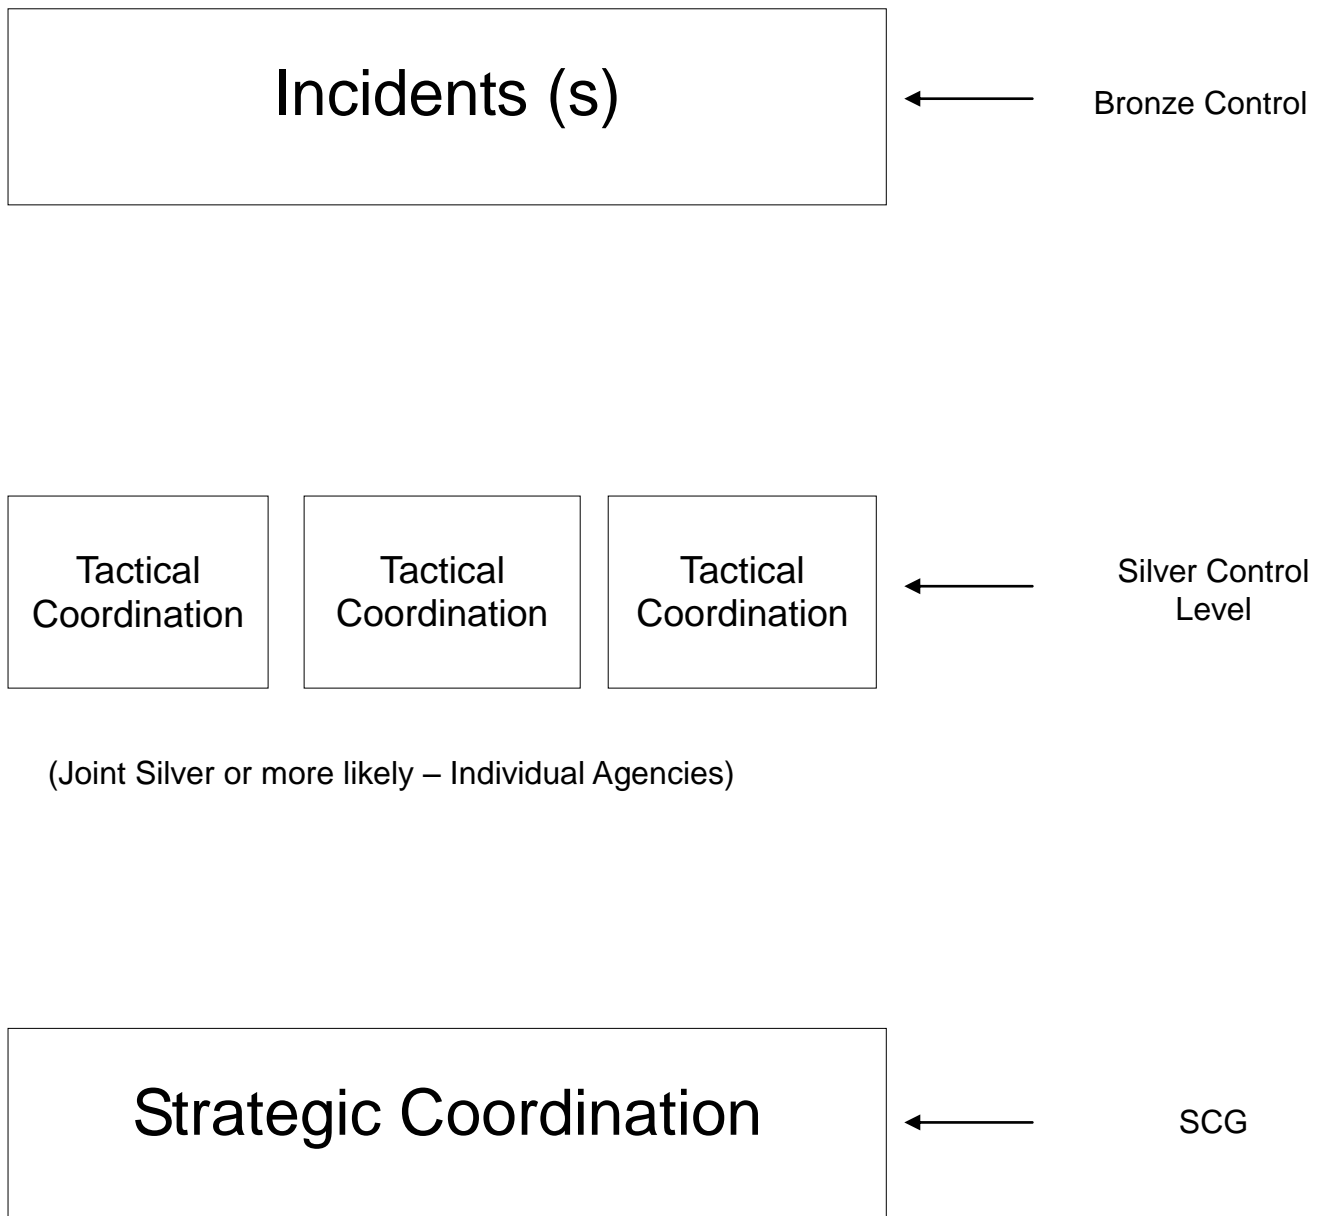 Incidents (s)
Bronze Control
Tactical
Coordination
Tactical
Coordination
Tactical
Coordination
Silver Control
Level
(Joint Silver or more likely – Individual Agencies)
Strategic Coordination
SCG